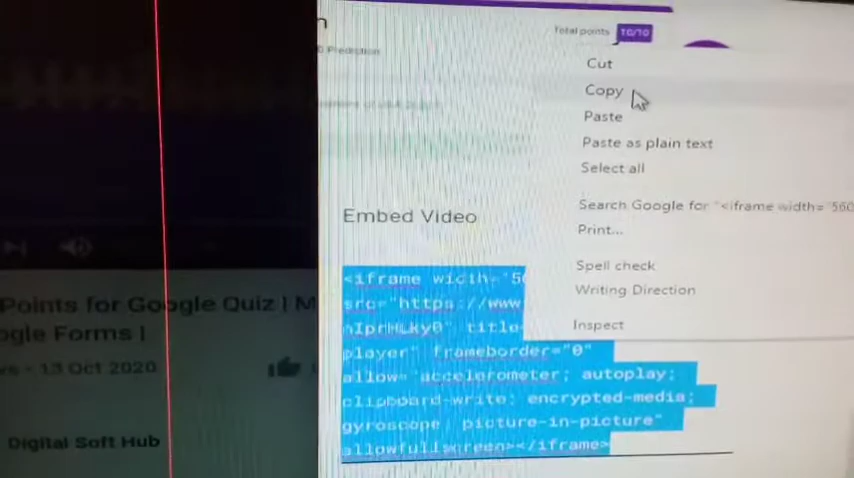 Total points 10/10
Prediction
Cut
Copy
Paste
Paste as plain text
Select all
Search Google for "<iframe width="560
Print...
Spell check
Writing Direction
Inspect
Embed Video
<iframe width="56
src="https://www
nIprHLky0" title
player" frameborder="0"
allow="accelerometer; autoplay;
clipboard-write; encrypted-media;
gyroscope picture-in-picture"
allowfullscreen></iframe>
Points for Google Quiz | M
ogle Forms |
13 Oct 2020
Digital Soft Hub